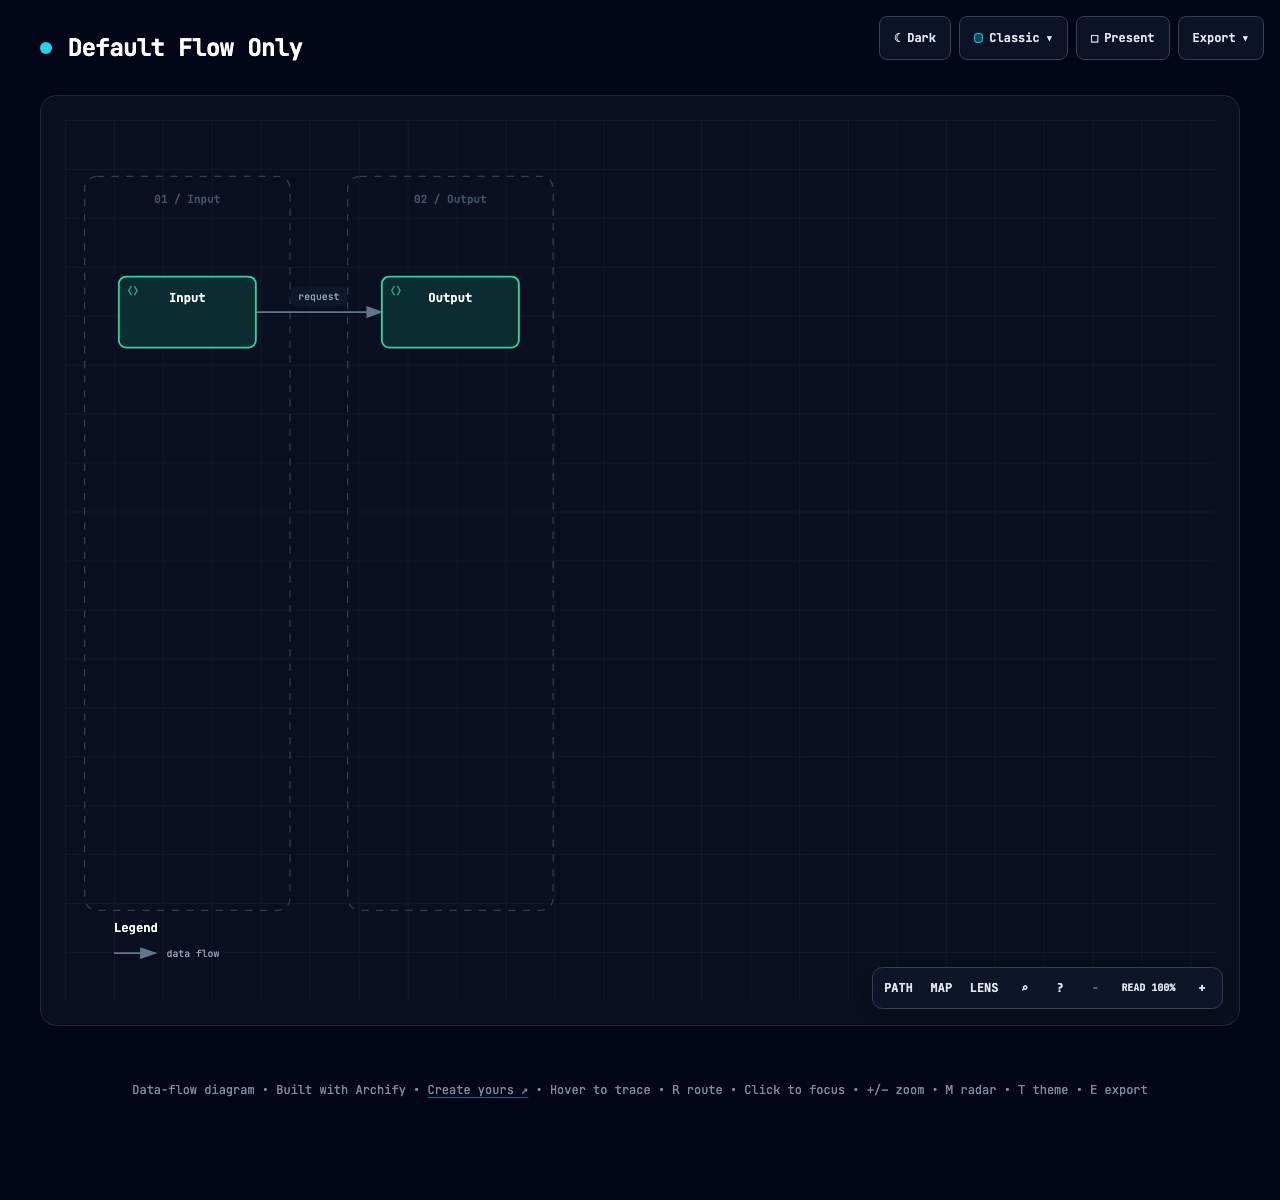 Default Flow Only
☾ Dark
Classic ▾
□ Present
Export ▾
01 / Input
02 / Output
Input
request
Output
Legend
data flow
PATH MAP LENS ⌕ ? - READ 100% +
Data-flow diagram • Built with Archify • Create yours ↗ • Hover to trace • R route • Click to focus • +/− zoom • M radar • T theme • E export